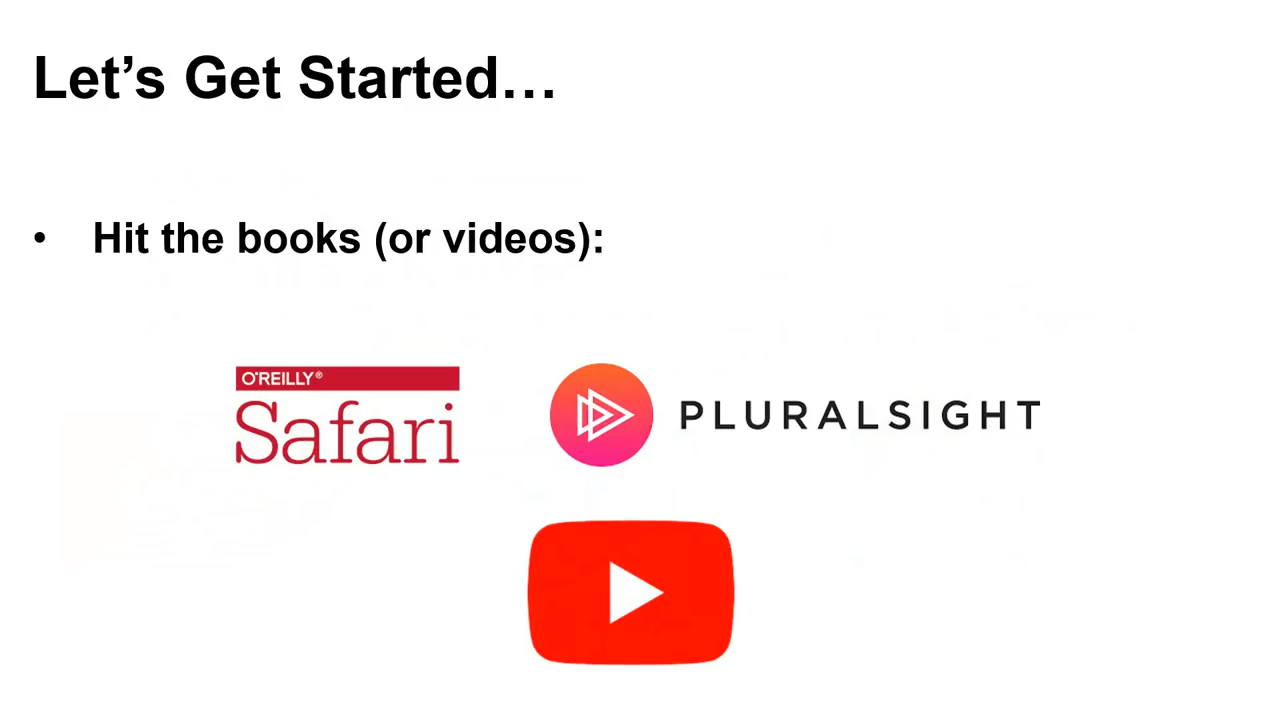 Let’s Get Started…
• Hit the books (or videos):
O'REILLY®
Safari
PLURALSIGHT